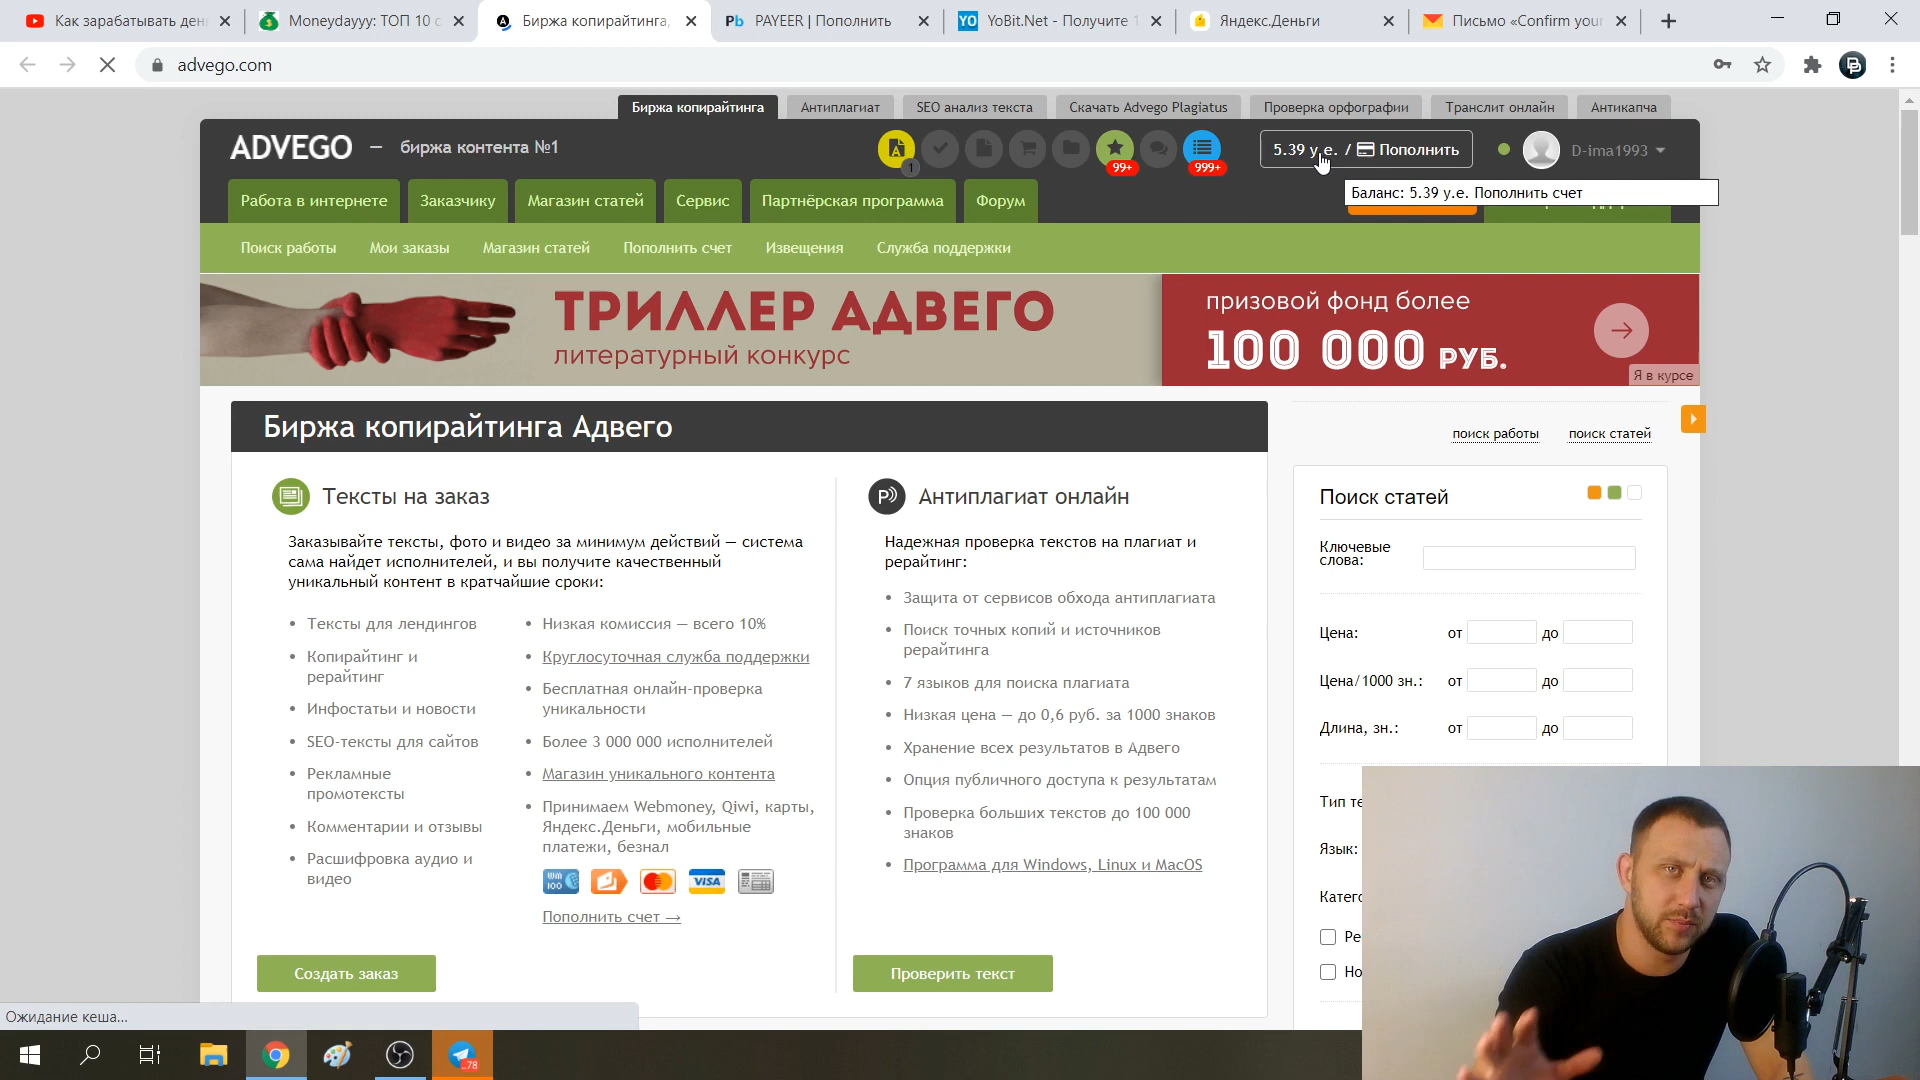 Как зарабатывать ден
Moneydayyy: ТОП 10 с
Биржа копирайтинга,
PAYEER | Пополнить
YoBit.Net - Получите 1
Яндекс.Деньги
Письмо «Confirm your
advego.com
Биржа копирайтинга
Антиплагиат
SEO анализ текста
Скачать Advego Plagiatus
Проверка орфографии
Транслит онлайн
Антикапча
ADVEGO — биржа контента №1
1
99+
999+
5.39 у.е. / Пополнить
D-ima1993
Баланс: 5.39 у.е. Пополнить счет
Работа в интернете
Заказчику
Магазин статей
Сервис
Партнёрская программа
Форум
Поиск работы
Мои заказы
Магазин статей
Пополнить счет
Извещения
Служба поддержки
ТРИЛЛЕР АДВЕГО
литературный конкурс
призовой фонд более
100 000 РУБ.
Я в курсе
Биржа копирайтинга Адвего
поиск работы
поиск статей
Тексты на заказ
Заказывайте тексты, фото и видео за минимум действий — система
сама найдет исполнителей, и вы получите качественный
уникальный контент в кратчайшие сроки:
• Тексты для лендингов
• Копирайтинг и
рерайтинг
• Инфостатьи и новости
• SEO-тексты для сайтов
• Рекламные
промотексты
• Комментарии и отзывы
• Расшифровка аудио и
видео
• Низкая комиссия — всего 10%
• Круглосуточная служба поддержки
• Бесплатная онлайн-проверка
уникальности
• Более 3 000 000 исполнителей
• Магазин уникального контента
• Принимаем Webmoney, Qiwi, карты,
Яндекс.Деньги, мобильные
платежи, безнал
WM
100
VISA
Пополнить счет →
Создать заказ
Антиплагиат онлайн
Надежная проверка текстов на плагиат и
рерайтинг:
• Защита от сервисов обхода антиплагиата
• Поиск точных копий и источников
рерайтинга
• 7 языков для поиска плагиата
• Низкая цена — до 0,6 руб. за 1000 знаков
• Хранение всех результатов в Адвего
• Опция публичного доступа к результатам
• Проверка больших текстов до 100 000
знаков
• Программа для Windows, Linux и MacOS
Проверить текст
Поиск статей
Ключевые
слова:
Цена: от до
Цена/1000 зн.: от до
Длина, зн.: от до
Тип те
Язык:
Катего
Ре
Но
Ожидание кеша...
78